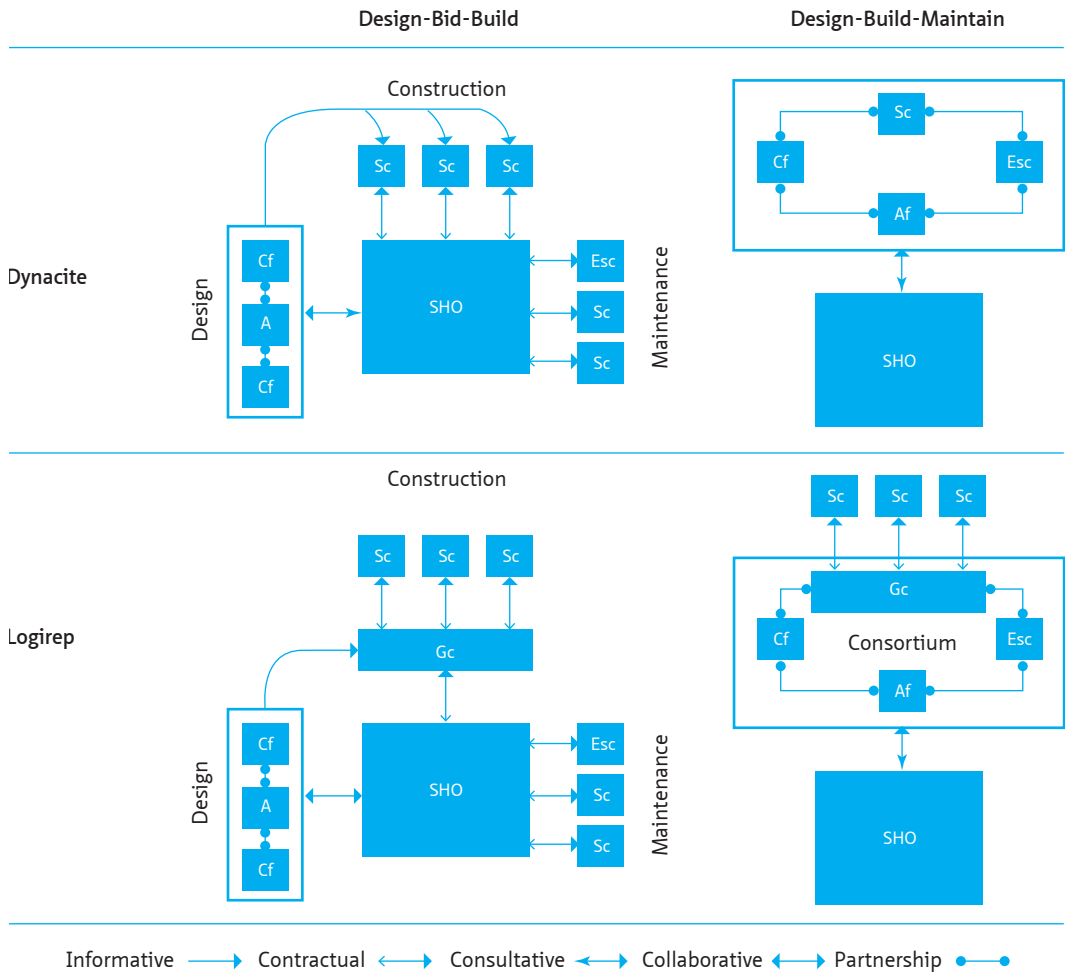 Design-Bid-Build Design-Build-Maintain
Construction
Sc Sc Sc
Sc
Cf Esc
Af
Dynacite
Design
Cf
A
Cf
SHO
Esc
Sc
Sc
Maintenance
SHO
Construction
Sc Sc Sc
Sc Sc Sc
Gc
Logirep
Gc
Cf Consortium Esc
Af
Design
Cf
A
Cf
SHO
Esc
Sc
Sc
Maintenance
SHO
Informative Contractual Consultative Collaborative Partnership